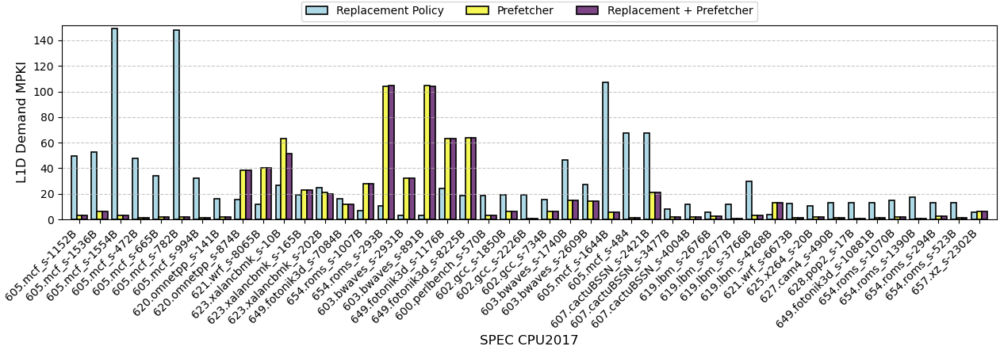 Replacement Policy
Prefetcher
Replacement + Prefetcher
L1D Demand MPKI
140
120
100
80
60
40
20
0
605.mcf_s-1152B
605.mcf_s-1536B
605.mcf_s-1554B
605.mcf_s-472B
605.mcf_s-665B
605.mcf_s-782B
605.mcf_s-994B
620.omnetpp_s-141B
620.omnetpp_s-874B
621.wrf_s-8065B
623.xalancbmk_s-10B
623.xalancbmk_s-165B
623.xalancbmk_s-202B
649.fotonik3d_s-7084B
654.roms_s-1007B
654.roms_s-293B
603.bwaves_s-2931B
603.bwaves_s-891B
649.fotonik3d_s-1176B
649.fotonik3d_s-8225B
600.perlbench_s-570B
602.gcc_s-1850B
602.gcc_s-2226B
602.gcc_s-734B
603.bwaves_s-1740B
603.bwaves_s-2609B
605.mcf_s-1644B
605.mcf_s-484
607.cactuBSSN_s-2421B
607.cactuBSSN_s-3477B
607.cactuBSSN_s-4004B
619.lbm_s-2676B
619.lbm_s-2677B
619.lbm_s-3766B
619.lbm_s-4268B
621.wrf_s-6673B
625.x264_s-20B
627.cam4_s-490B
628.pop2_s-17B
649.fotonik3d_s-10881B
654.roms_s-1070B
654.roms_s-1390B
654.roms_s-294B
654.roms_s-523B
657.xz_s-2302B
SPEC CPU2017